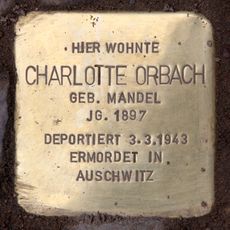 HIER WOHNTE
CHARLOTTE ORBACH
GEB. MANDEL
JG. 1897
DEPORTIERT 3.3.1943
ERMORDET IN
AUSCHWITZ